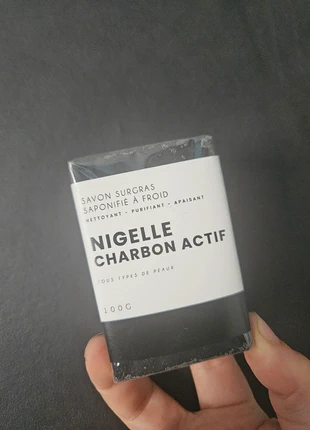 SAVON SURGRAS
SAPONIFIÉ À FROID
NETTOYANT - PURIFIANT - APAISANT
NIGELLE
CHARBON ACTIF
TOUS TYPES DE PEAUX
100G